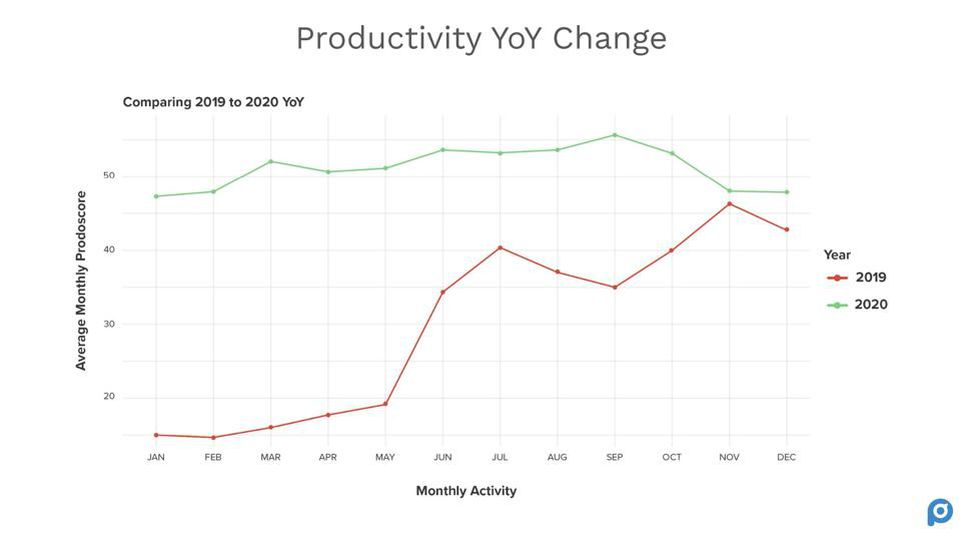 Productivity YoY Change
Comparing 2019 to 2020 YoY
Average Monthly Prodoscore
50
40
30
20
JAN FEB MAR APR MAY JUN JUL AUG SEP OCT NOV DEC
Monthly Activity
Year
2019
2020